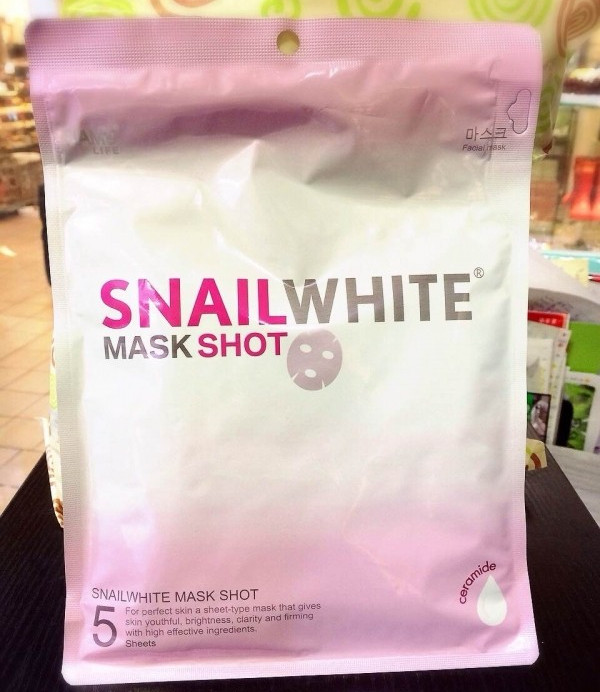 LIFE
마스크
Facial mask
SNAILWHITE®
MASK SHOT
ceramide
SNAILWHITE MASK SHOT
5 For perfect skin a sheet-type mask that gives
skin youthful, brightness, clarity and firming
with high effective ingredients.
Sheets